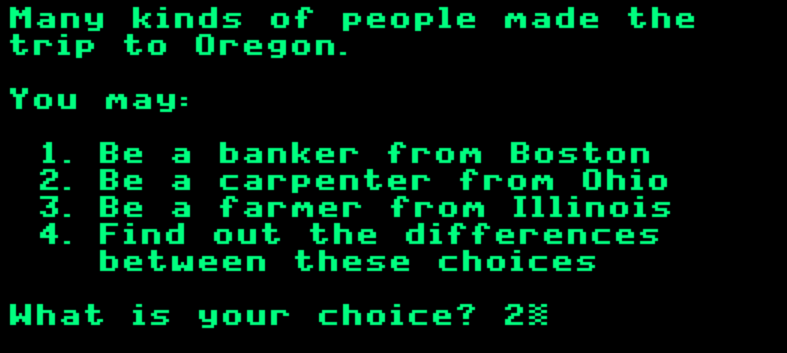 Many kinds of people made the
trip to Oregon.
You may:
1. Be a banker from Boston
2. Be a carpenter from Ohio
3. Be a farmer from Illinois
4. Find out the differences
between these choices
What is your choice? 2